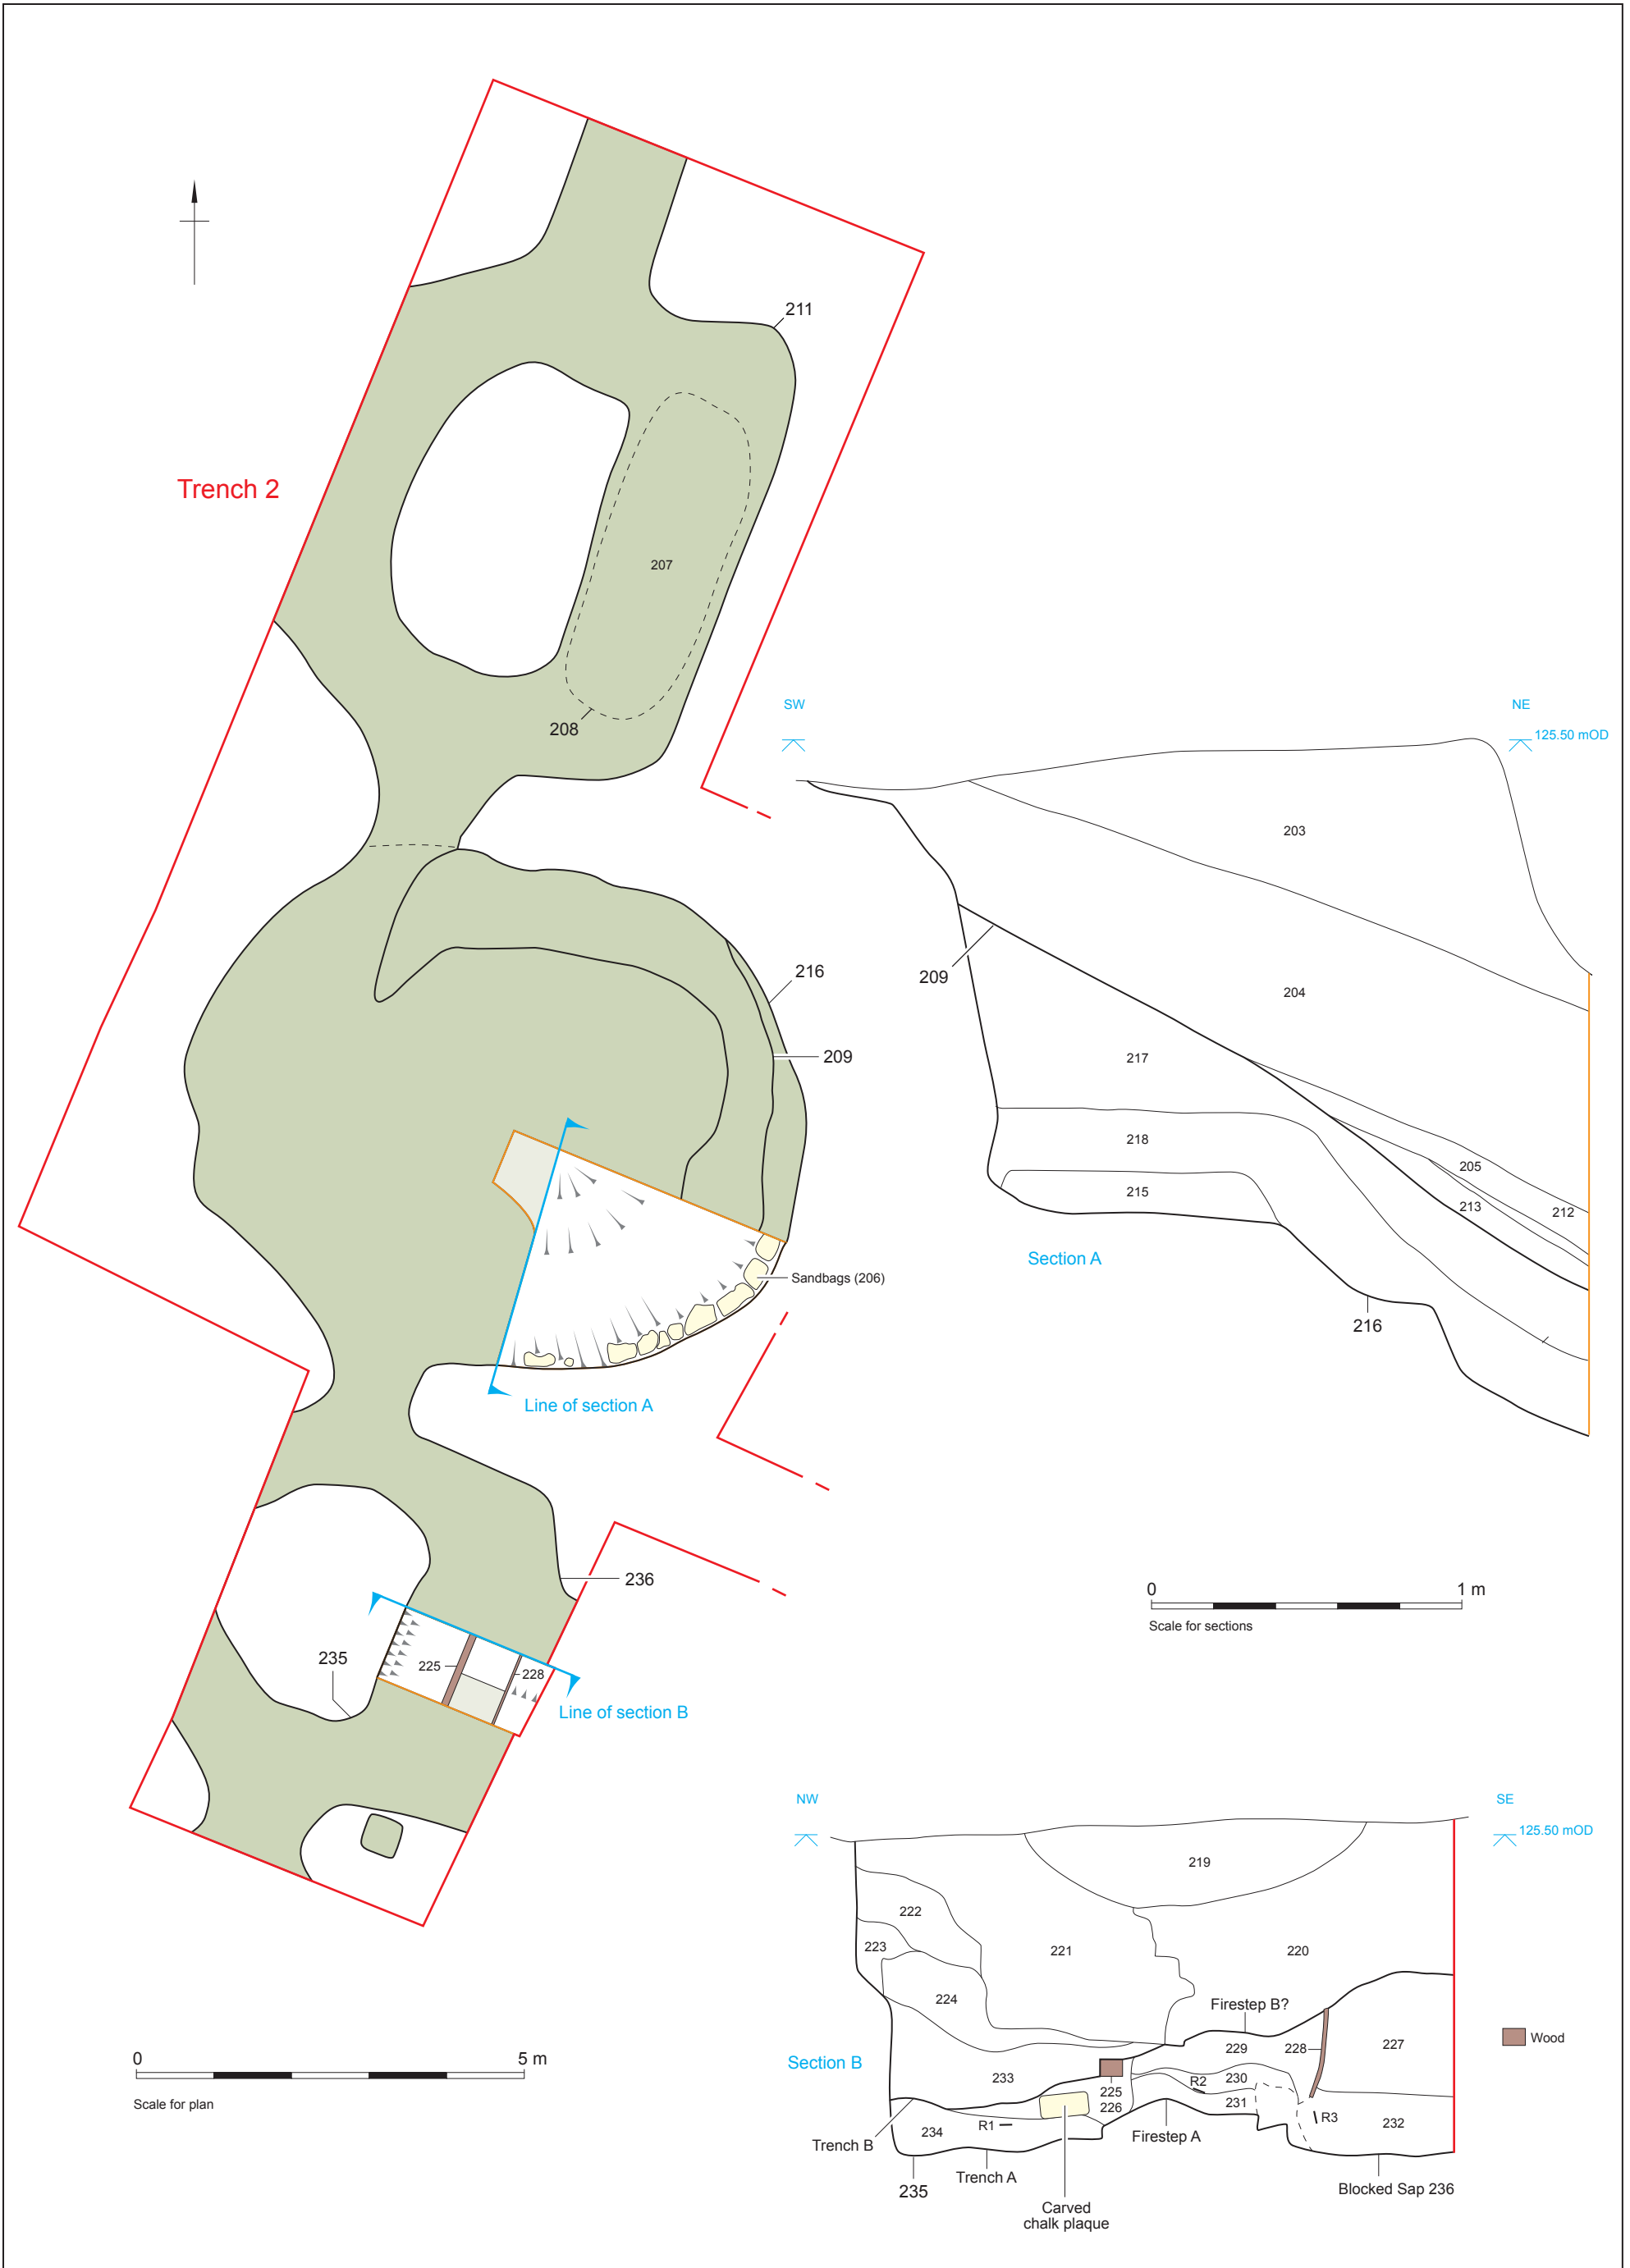 211
Trench 2
207
208
SW
NE
125.50 mOD
203
209
204
216
209
217
218
205
215
213
212
Section A
Sandbags (206)
216
Line of section A
236
0
1 m
Scale for sections
235
225
228
Line of section B
NW
SE
125.50 mOD
219
222
223
221
220
224
Firestep B?
Wood
0
5 m
Scale for plan
Section B
233
229
228
227
R2
230
225
226
231
R3
232
234
R1
Trench B
Firestep A
Trench A
235
Blocked Sap 236
Carved
chalk plaque